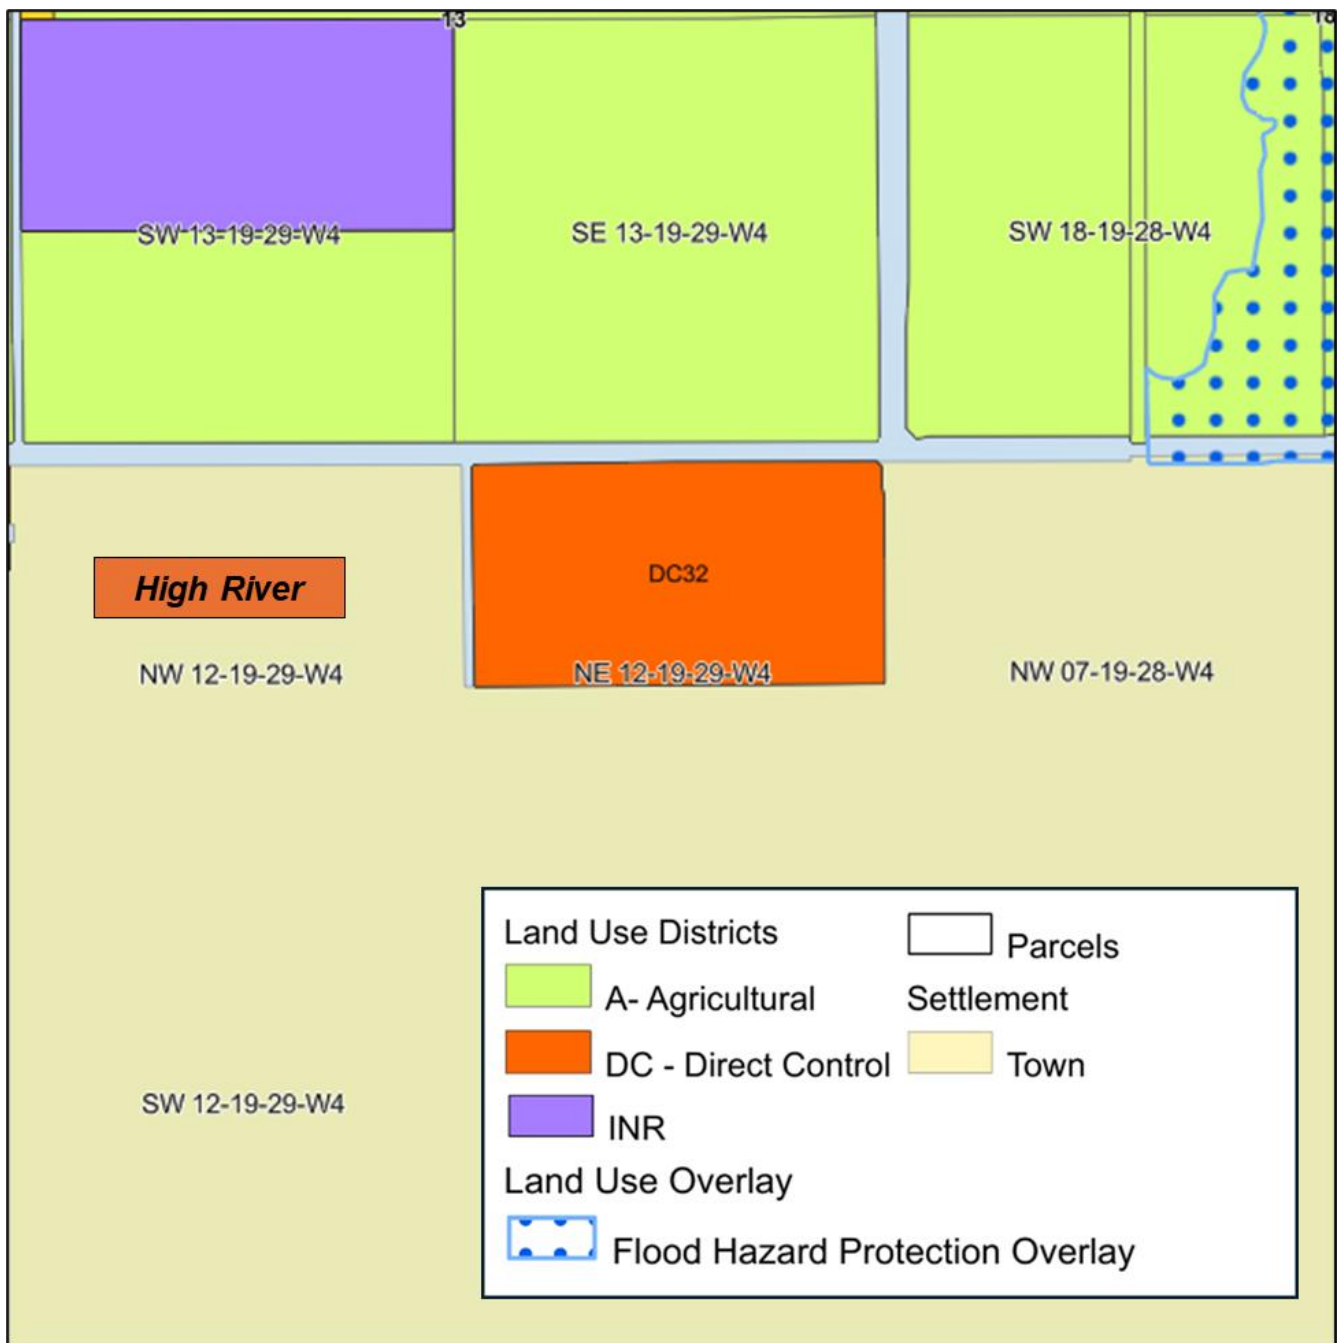 13
18
SW 13-19-29-W4
SE 13-19-29-W4
SW 18-19-28-W4
DC32
High River
NW 12-19-29-W4
NE 12-19-29-W4
NW 07-19-28-W4
SW 12-19-29-W4
Land Use Districts
A- Agricultural
DC - Direct Control
INR
Land Use Overlay
Flood Hazard Protection Overlay
Parcels
Settlement
Town